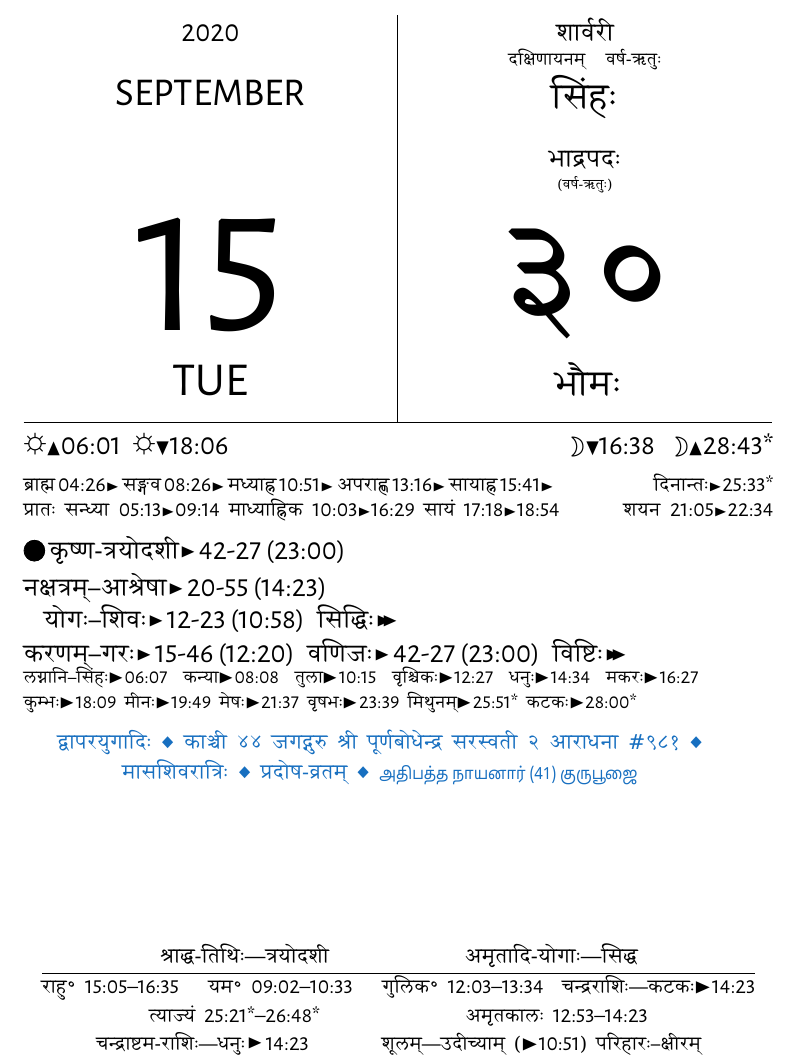 2020
SEPTEMBER
15
TUE
शार्वरी
दक्षिणायनम् वर्ष-ऋतुः
सिंहः
भाद्रपदः
(वर्ष-ऋतुः)
३०
भौमः
☼▲06:01 ☼▼18:06 ☽▼16:38 ☽▲28:43*
ब्राह्म 04:26► सङ्गव 08:26► मध्याह्न 10:51► अपराह्ण 13:16► सायाह्न 15:41► दिनान्तः►25:33*
प्रातः सन्ध्या 05:13►09:14 माध्याह्निक 10:03►16:29 सायं 17:18►18:54 शयन 21:05►22:34
●कृष्ण-त्रयोदशी►42-27 (23:00)
नक्षत्रम्–आश्रेषा►20-55 (14:23)
योगः–शिवः►12-23 (10:58) सिद्धिः►►
करणम्–गरः►15-46 (12:20) वणिजः►42-27 (23:00) विष्टिः►►
लग्नानि–सिंहः►06:07 कन्या►08:08 तुला►10:15 वृश्चिकः►12:27 धनुः►14:34 मकरः►16:27
कुम्भः►18:09 मीनः►19:49 मेषः►21:37 वृषभः►23:39 मिथुनम्►25:51* कटकः►28:00*
द्वापरयुगादिः ◆ काञ्ची ४४ जगद्गुरु श्री पूर्णबोधेन्द्र सरस्वती २ आराधना #९८१ ◆
मासशिवरात्रिः ◆ प्रदोष-व्रतम् ◆ அதிபத்த நாயனார் (41) குருபூஜை
श्राद्ध-तिथिः—त्रयोदशी अमृतादि-योगाः—सिद्ध
राहु° 15:05–16:35 यम° 09:02–10:33 गुलिक° 12:03–13:34 चन्द्रराशिः—कटकः►14:23
त्याज्यं 25:21*–26:48* अमृतकालः 12:53–14:23
चन्द्राष्टम-राशिः—धनुः►14:23 शूलम्—उदीच्याम् (►10:51) परिहारः–क्षीरम्